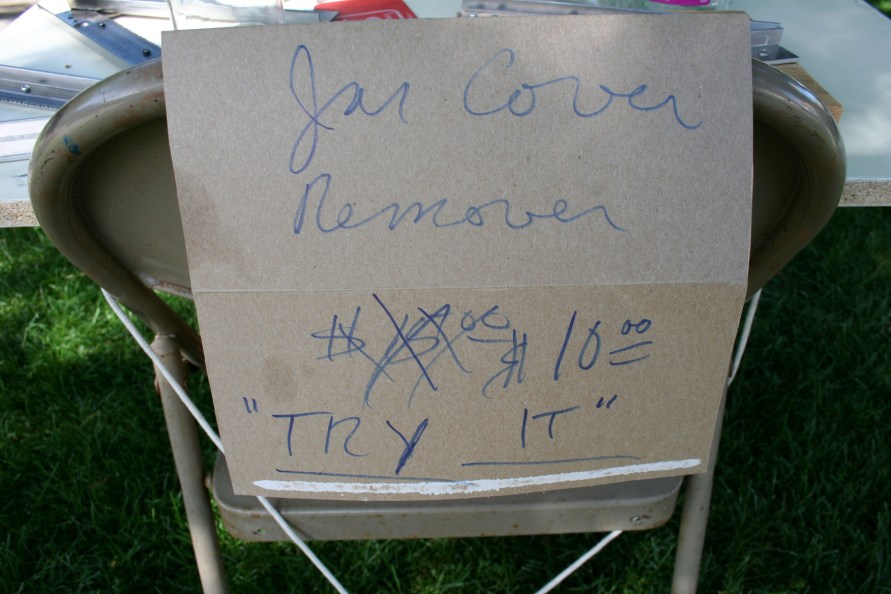 Jar Cover
Remover
$ 10.00
"TRY IT"